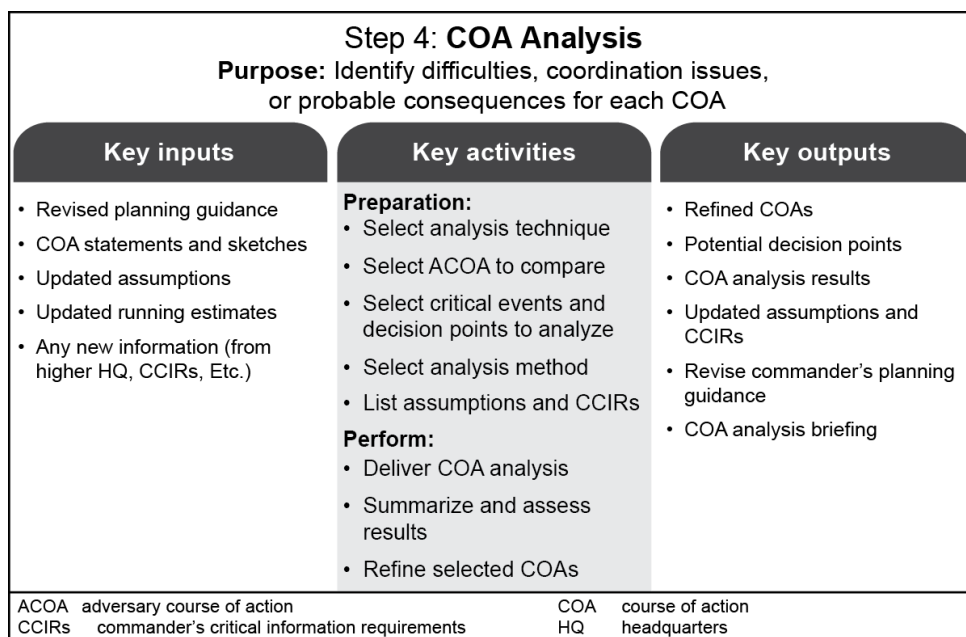 Step 4: COA Analysis
Purpose: Identify difficulties, coordination issues,
or probable consequences for each COA
Key inputs
• Revised planning guidance
• COA statements and sketches
• Updated assumptions
• Updated running estimates
• Any new information (from
higher HQ, CCIRs, Etc.)
Key activities
Preparation:
• Select analysis technique
• Select ACOA to compare
• Select critical events and
decision points to analyze
• Select analysis method
• List assumptions and CCIRs
Perform:
• Deliver COA analysis
• Summarize and assess
results
• Refine selected COAs
Key outputs
• Refined COAs
• Potential decision points
• COA analysis results
• Updated assumptions and
CCIRs
• Revise commander's planning
guidance
• COA analysis briefing
ACOA adversary course of action
CCIRs commander's critical information requirements
COA course of action
HQ headquarters